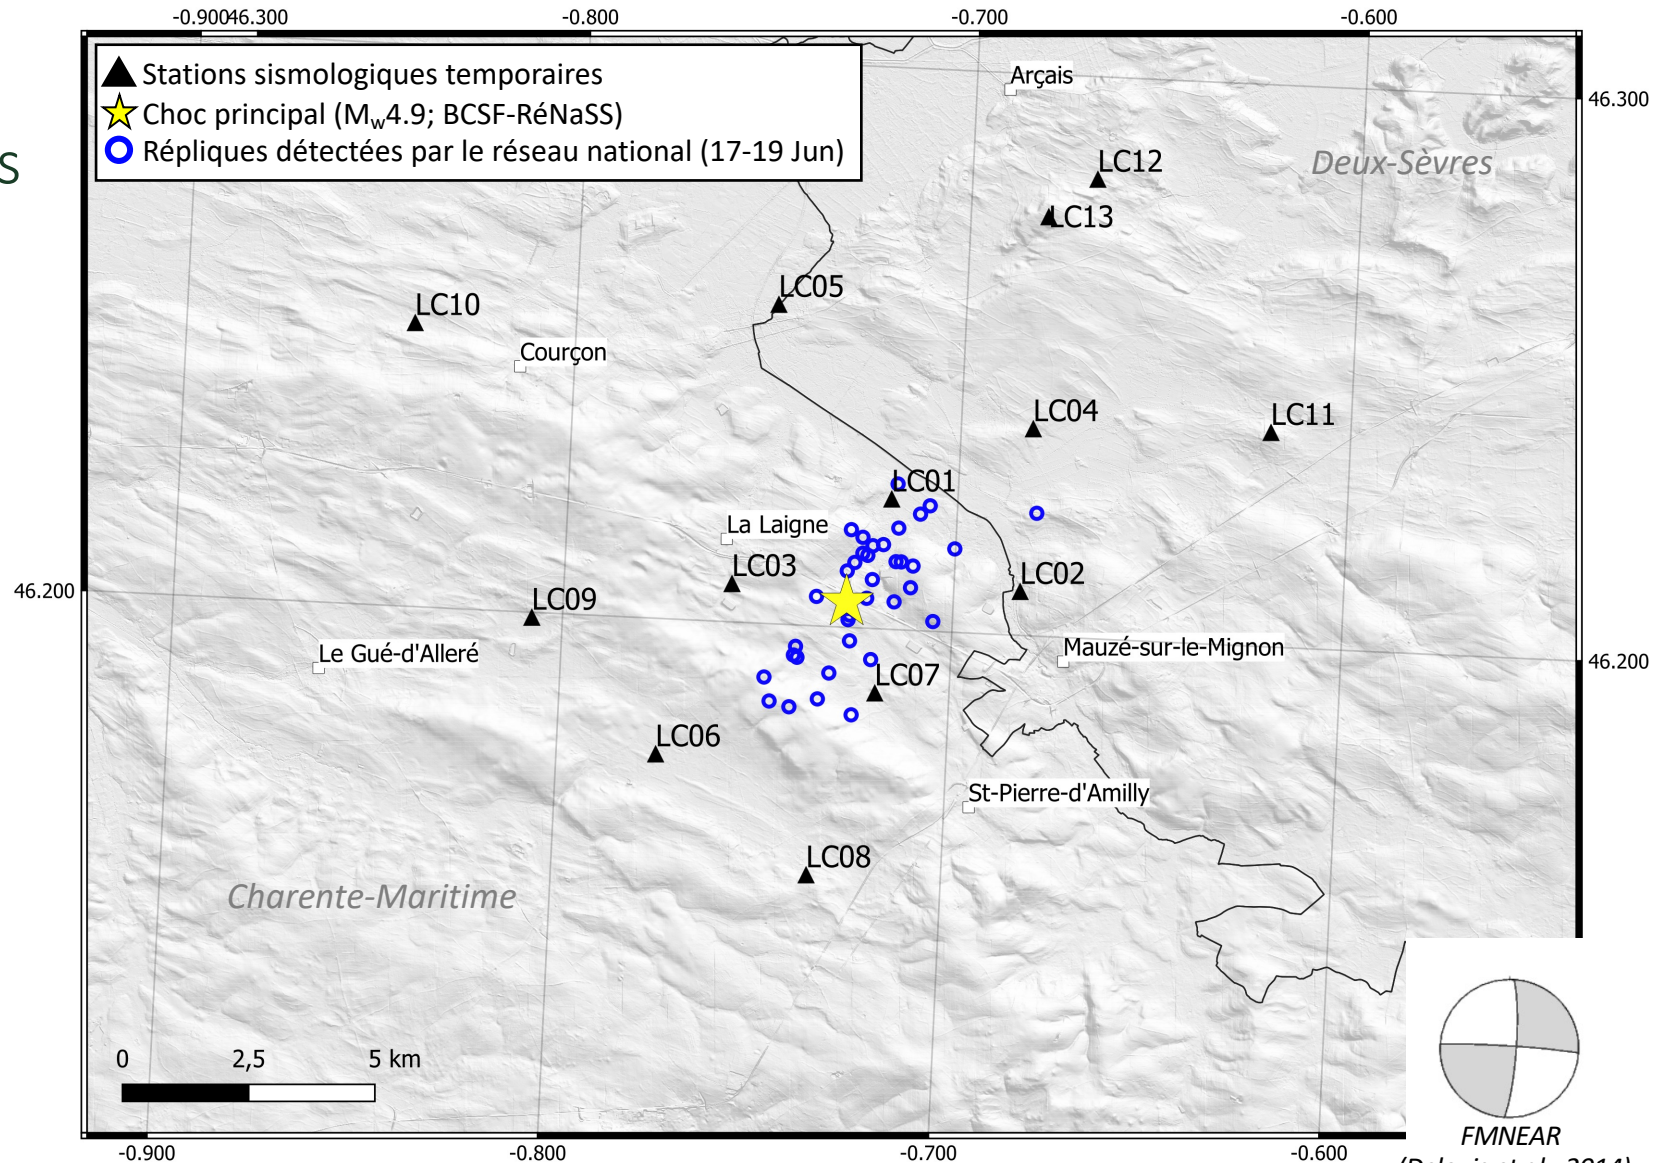 -0.90046.300
-0.800
-0.700
-0.600
Stations sismologiques temporaires
Choc principal (Mw4.9; BCSF-RéNaSS)
Répliques détectées par le réseau national (17-19 Jun)
S
Arçais
46.300
LC12
Deux-Sèvres
LC13
LC05
LC10
Courçon
LC04
LC11
LC01
La Laigne
LC03
LC02
46.200
LC09
Le Gué-d'Alleré
Mauzé-sur-le-Mignon
46.200
LC07
LC06
St-Pierre-d'Amilly
LC08
Charente-Maritime
0 2,5 5 km
FMNEAR
-0.900
-0.800
-0.700
-0.600